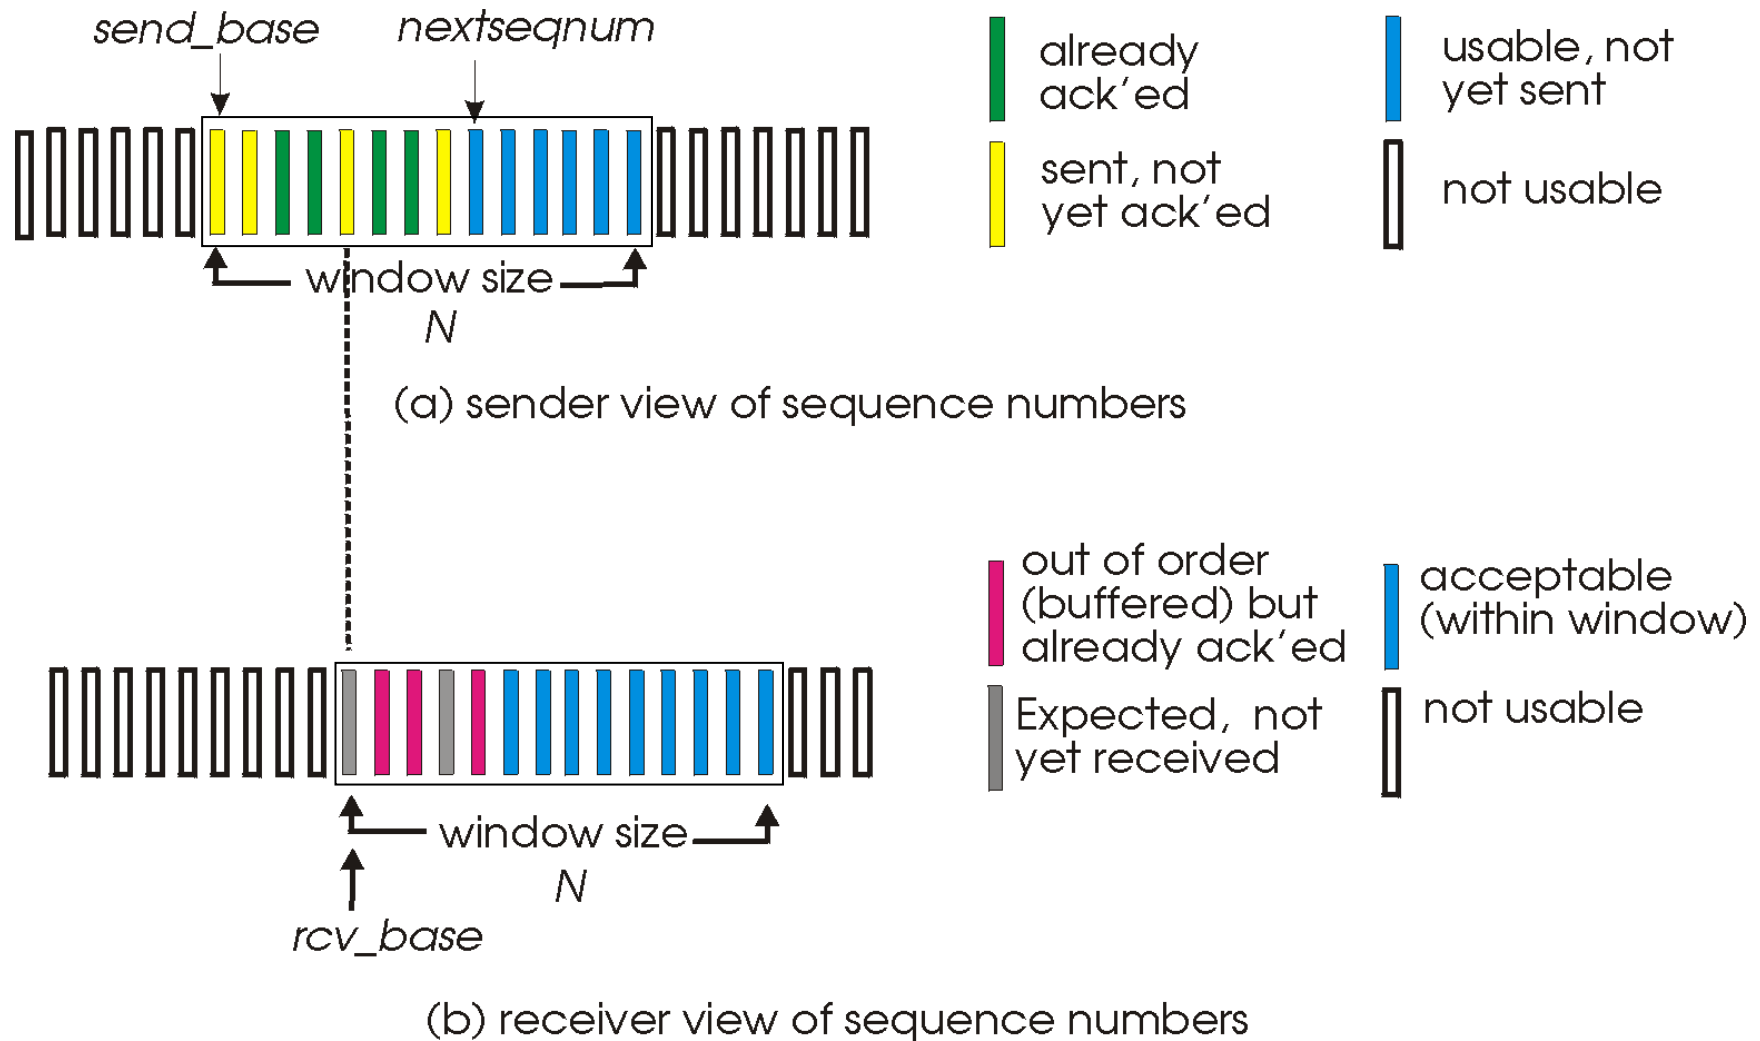 send_base
nextseqnum
already
ack'ed
usable, not
yet sent
sent, not
yet ack'ed
not usable
window size
N
(a) sender view of sequence numbers
out of order
(buffered) but
already ack'ed
acceptable
(within window)
Expected, not
yet received
not usable
window size
N
rcv_base
(b) receiver view of sequence numbers